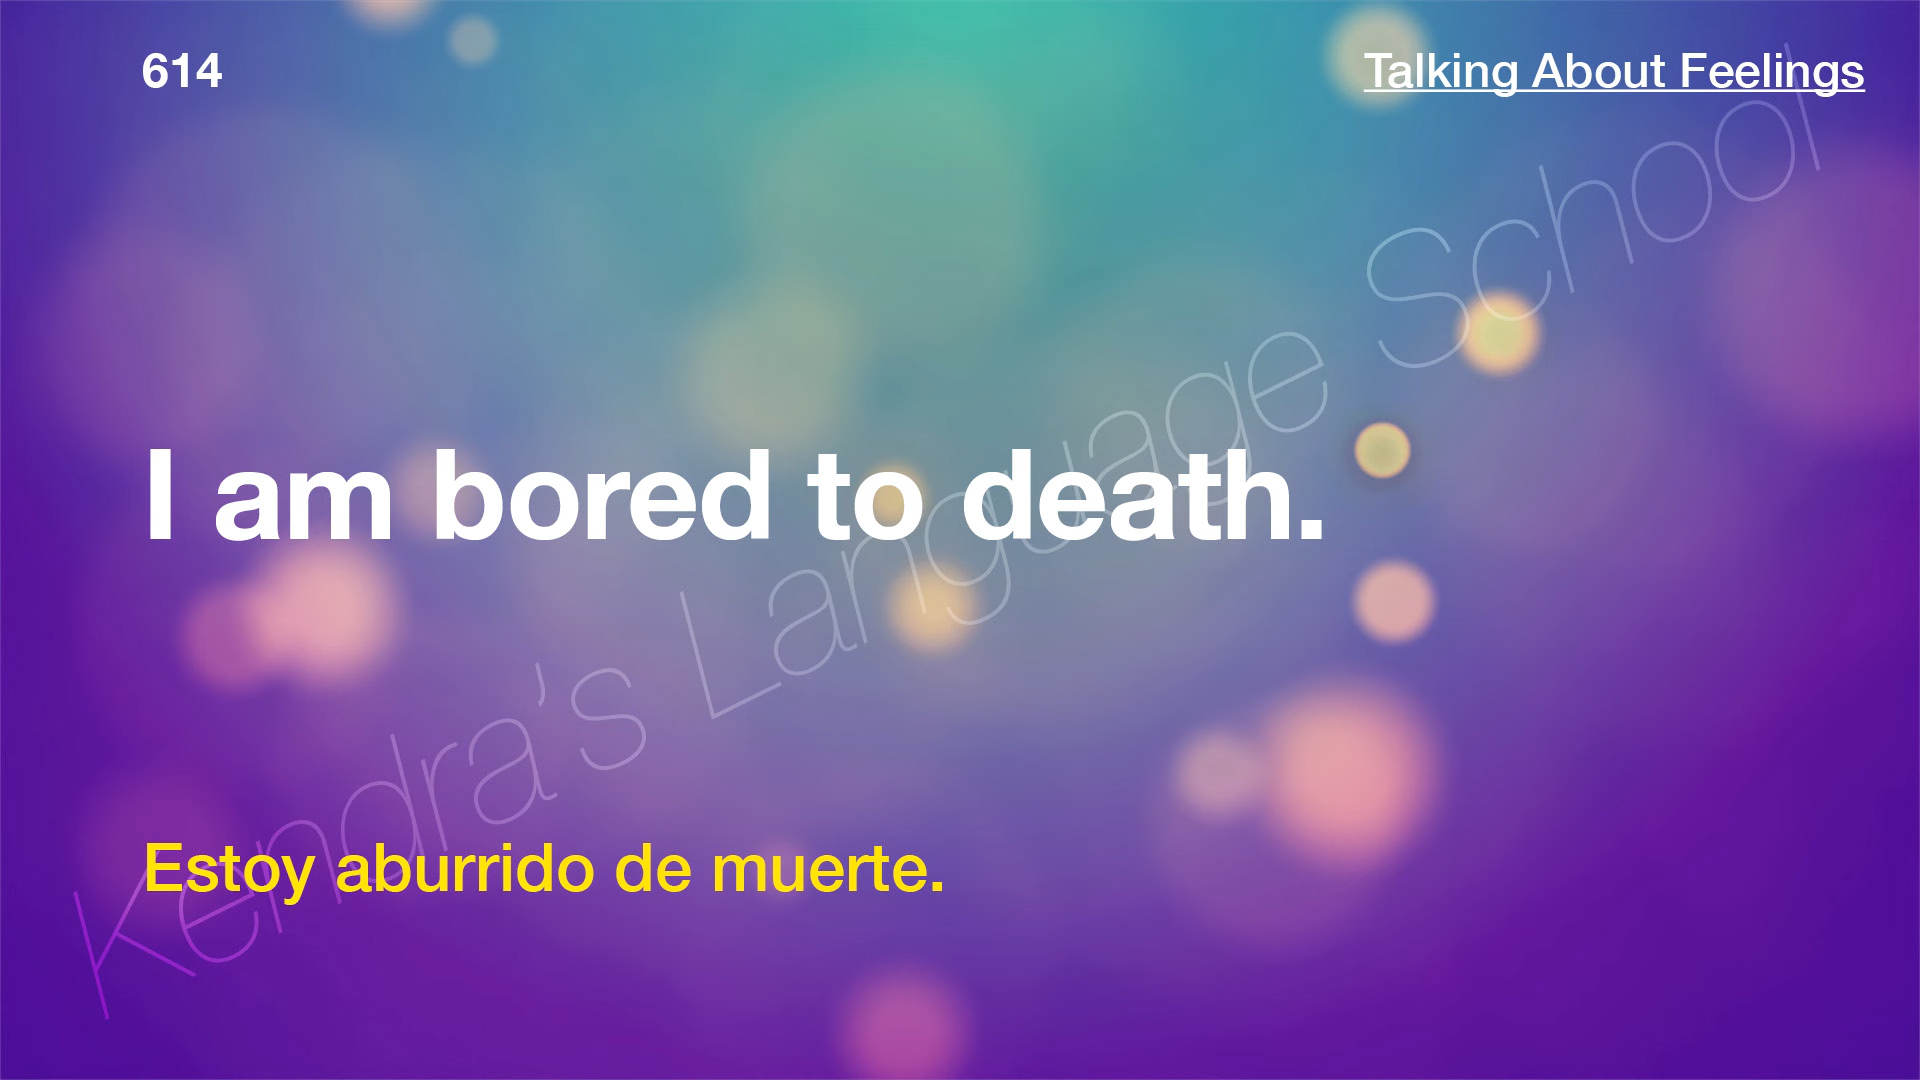 614
Talking About Feelings
I am bored to death.
Estoy aburrido de muerte.
Kendra's Language School